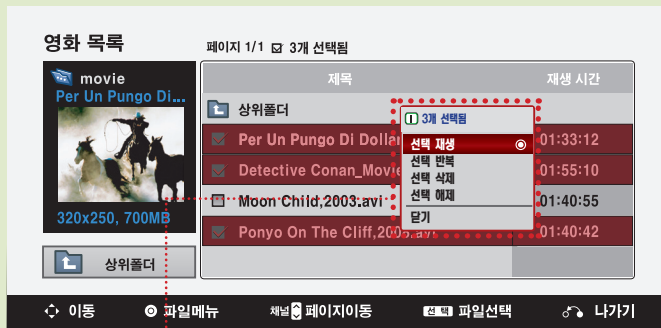 영화 목록
페이지 1/1 ☑ 3개 선택됨
movie
Per Un Pungo Di...
320x250, 700MB
상위폴더
제목 재생 시간
상위폴더
Per Un Pungo Di Dollar 01:33:12
Detective Conan_Movie 01:55:10
Moon Child,2003.avi 01:40:55
Ponyo On The Cliff,2008.avi 01:40:42
3개 선택됨
선택 재생
선택 반복
선택 삭제
선택 해제
닫기
이동 파일메뉴 채널 페이지이동 선택 파일선택 나가기